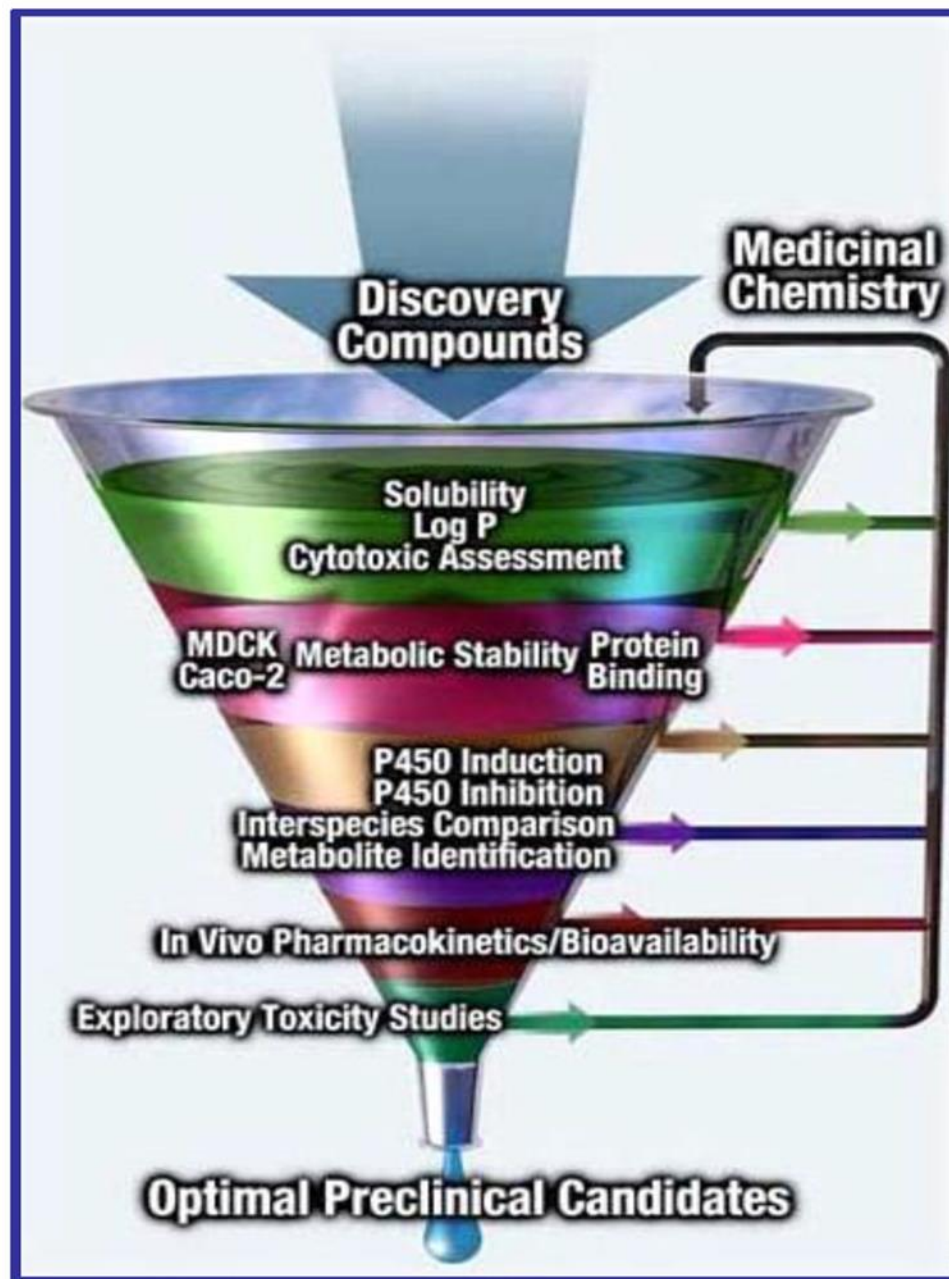 Medicinal
Chemistry
Discovery
Compounds
Solubility
Log P
Cytotoxic Assessment
MDCK
Caco-2
Metabolic Stability
Protein
Binding
P450 Induction
P450 Inhibition
Interspecies Comparison
Metabolite Identification
In Vivo Pharmacokinetics/Bioavailability
Exploratory Toxicity Studies
Optimal Preclinical Candidates